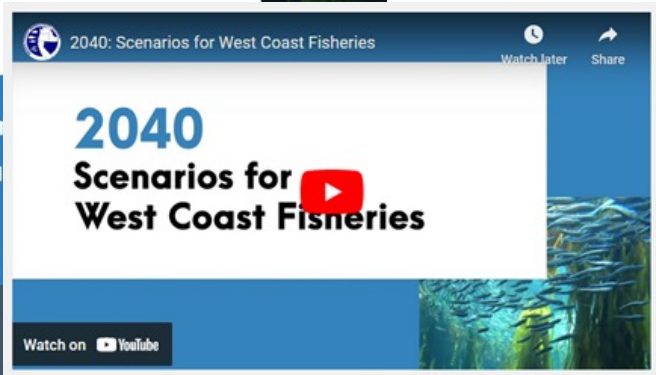 2040: Scenarios for West Coast Fisheries
Watch later
Share
2040
Scenarios for
West Coast Fisheries
Watch on YouTube